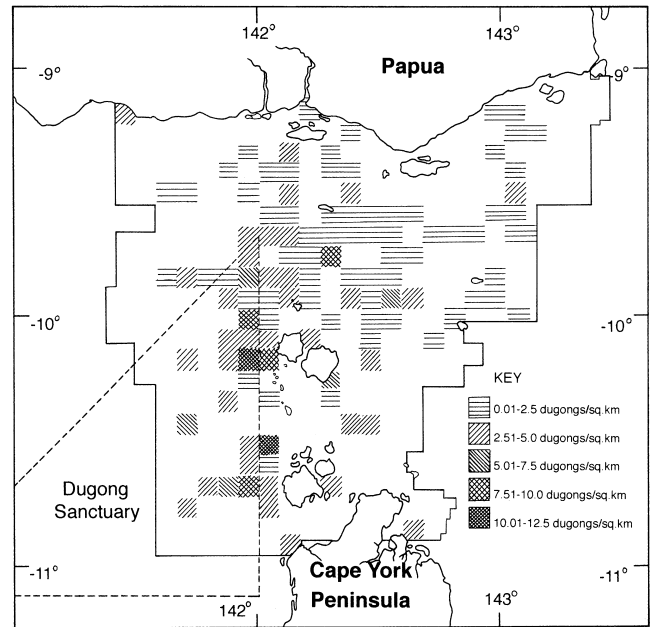 142° 143°
Papua
-9° 9°
-10° -10°
KEY
0.01-2.5 dugongs/sq.km
2.51-5.0 dugongs/sq.km
5.01-7.5 dugongs/sq.km
7.51-10.0 dugongs/sq.km
10.01-12.5 dugongs/sq.km
Dugong
Sanctuary
-11° -11°
Cape York
Peninsula
142° 143°